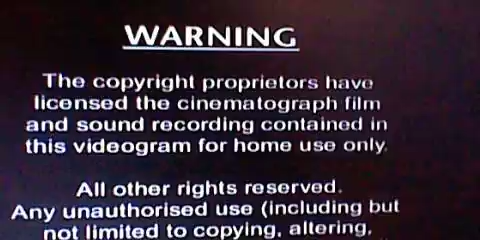 WARNING
The copyright proprietors have
licensed the cinematograph film
and sound recording contained in
this videogram for home use only.
All other rights reserved.
Any unauthorised use (including but
not limited to copying, altering,